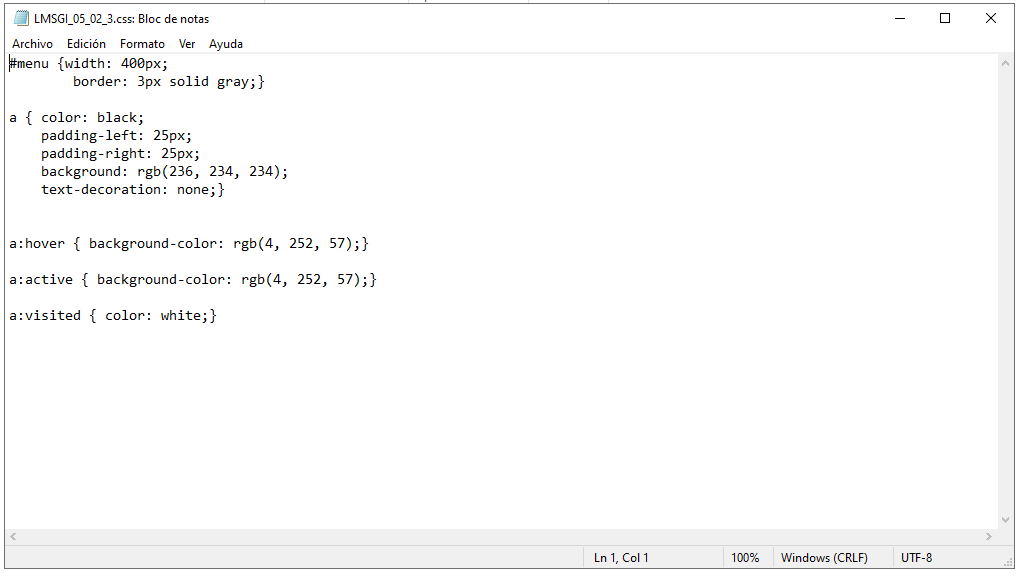 LMSGI_05_02_3.css: Bloc de notas
Archivo Edición Formato Ver Ayuda
#menu {width: 400px;
        border: 3px solid gray;}

a { color: black;
    padding-left: 25px;
    padding-right: 25px;
    background: rgb(236, 234, 234);
    text-decoration: none;}


a:hover { background-color: rgb(4, 252, 57);}

a:active { background-color: rgb(4, 252, 57);}

a:visited { color: white;}
Ln 1, Col 1 100% Windows (CRLF) UTF-8